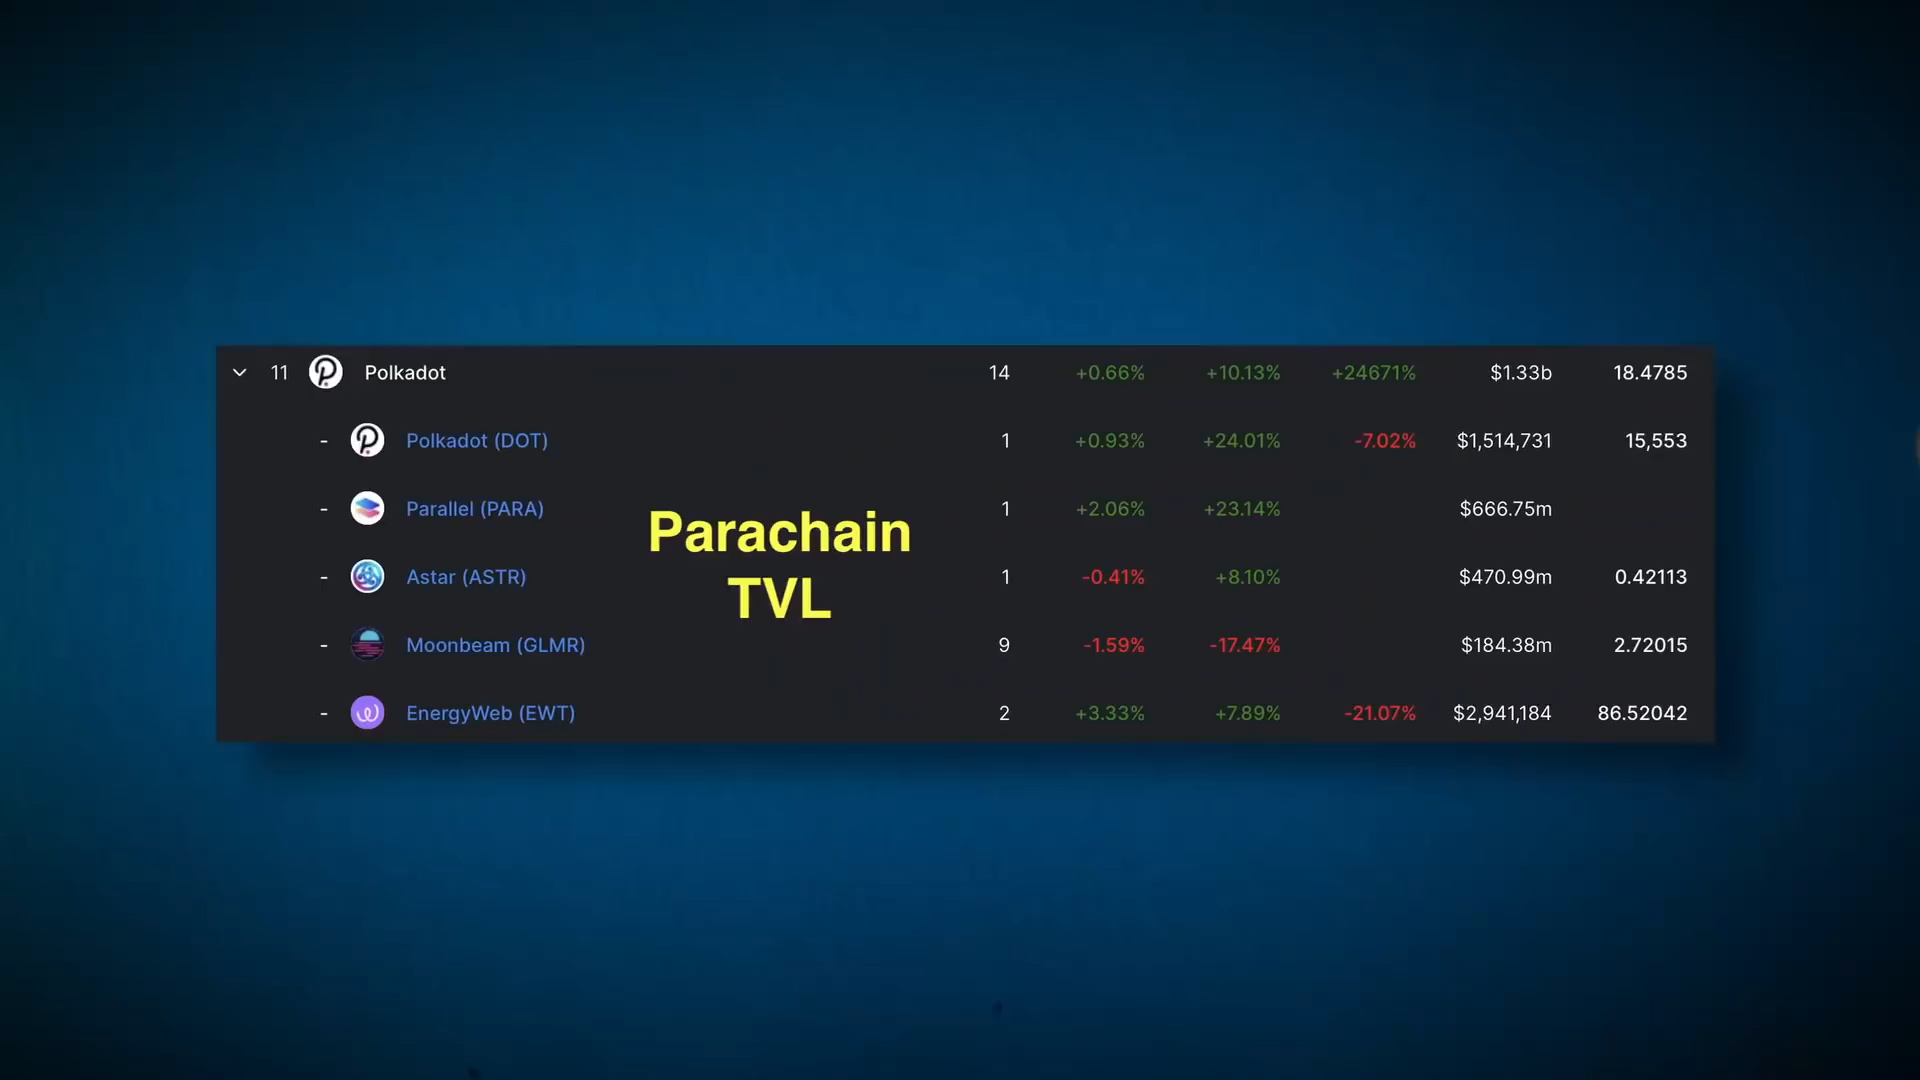 11 Polkadot 14 +0.66% +10.13% +24671% $1.33b 18.4785
- Polkadot (DOT) 1 +0.93% +24.01% -7.02% $1,514,731 15,553
- Parallel (PARA) 1 +2.06% +23.14% $666.75m
Parachain
TVL
- Astar (ASTR) 1 -0.41% +8.10% $470.99m 0.42113
- Moonbeam (GLMR) 9 -1.59% -17.47% $184.38m 2.72015
- EnergyWeb (EWT) 2 +3.33% +7.89% -21.07% $2,941,184 86.52042